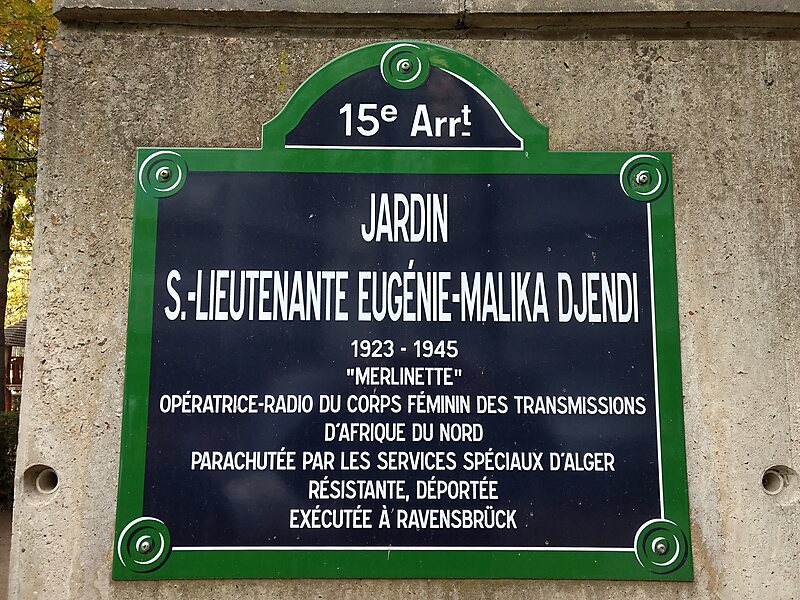 15e Arrt
JARDIN
S.-LIEUTENANTE EUGÉNIE-MALIKA DJENDI
1923 - 1945
"MERLINETTE"
OPÉRATRICE-RADIO DU CORPS FÉMININ DES TRANSMISSIONS
D'AFRIQUE DU NORD
PARACHUTÉE PAR LES SERVICES SPÉCIAUX D'ALGER
RÉSISTANTE, DÉPORTÉE
EXÉCUTÉE À RAVENSBRÜCK